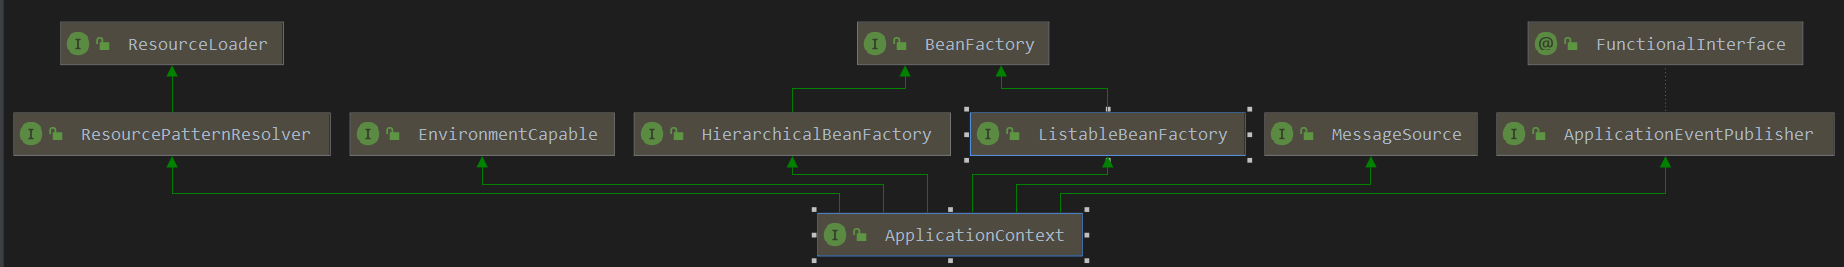 I ResourceLoader
I BeanFactory
@ FunctionalInterface
I ResourcePatternResolver
I EnvironmentCapable
I HierarchicalBeanFactory
I ListableBeanFactory
I MessageSource
I ApplicationEventPublisher
I ApplicationContext